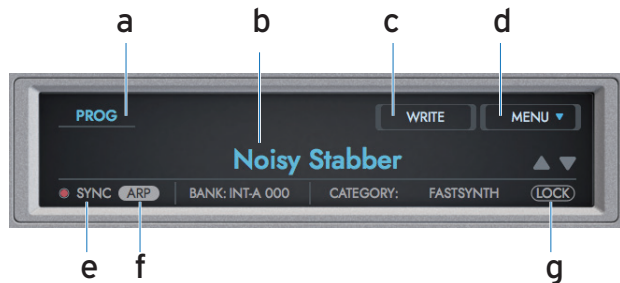 a b c d
PROG WRITE MENU
Noisy Stabber
SYNC ARP BANK: INT-A 000 CATEGORY: FASTSYNTH LOCK
e f g